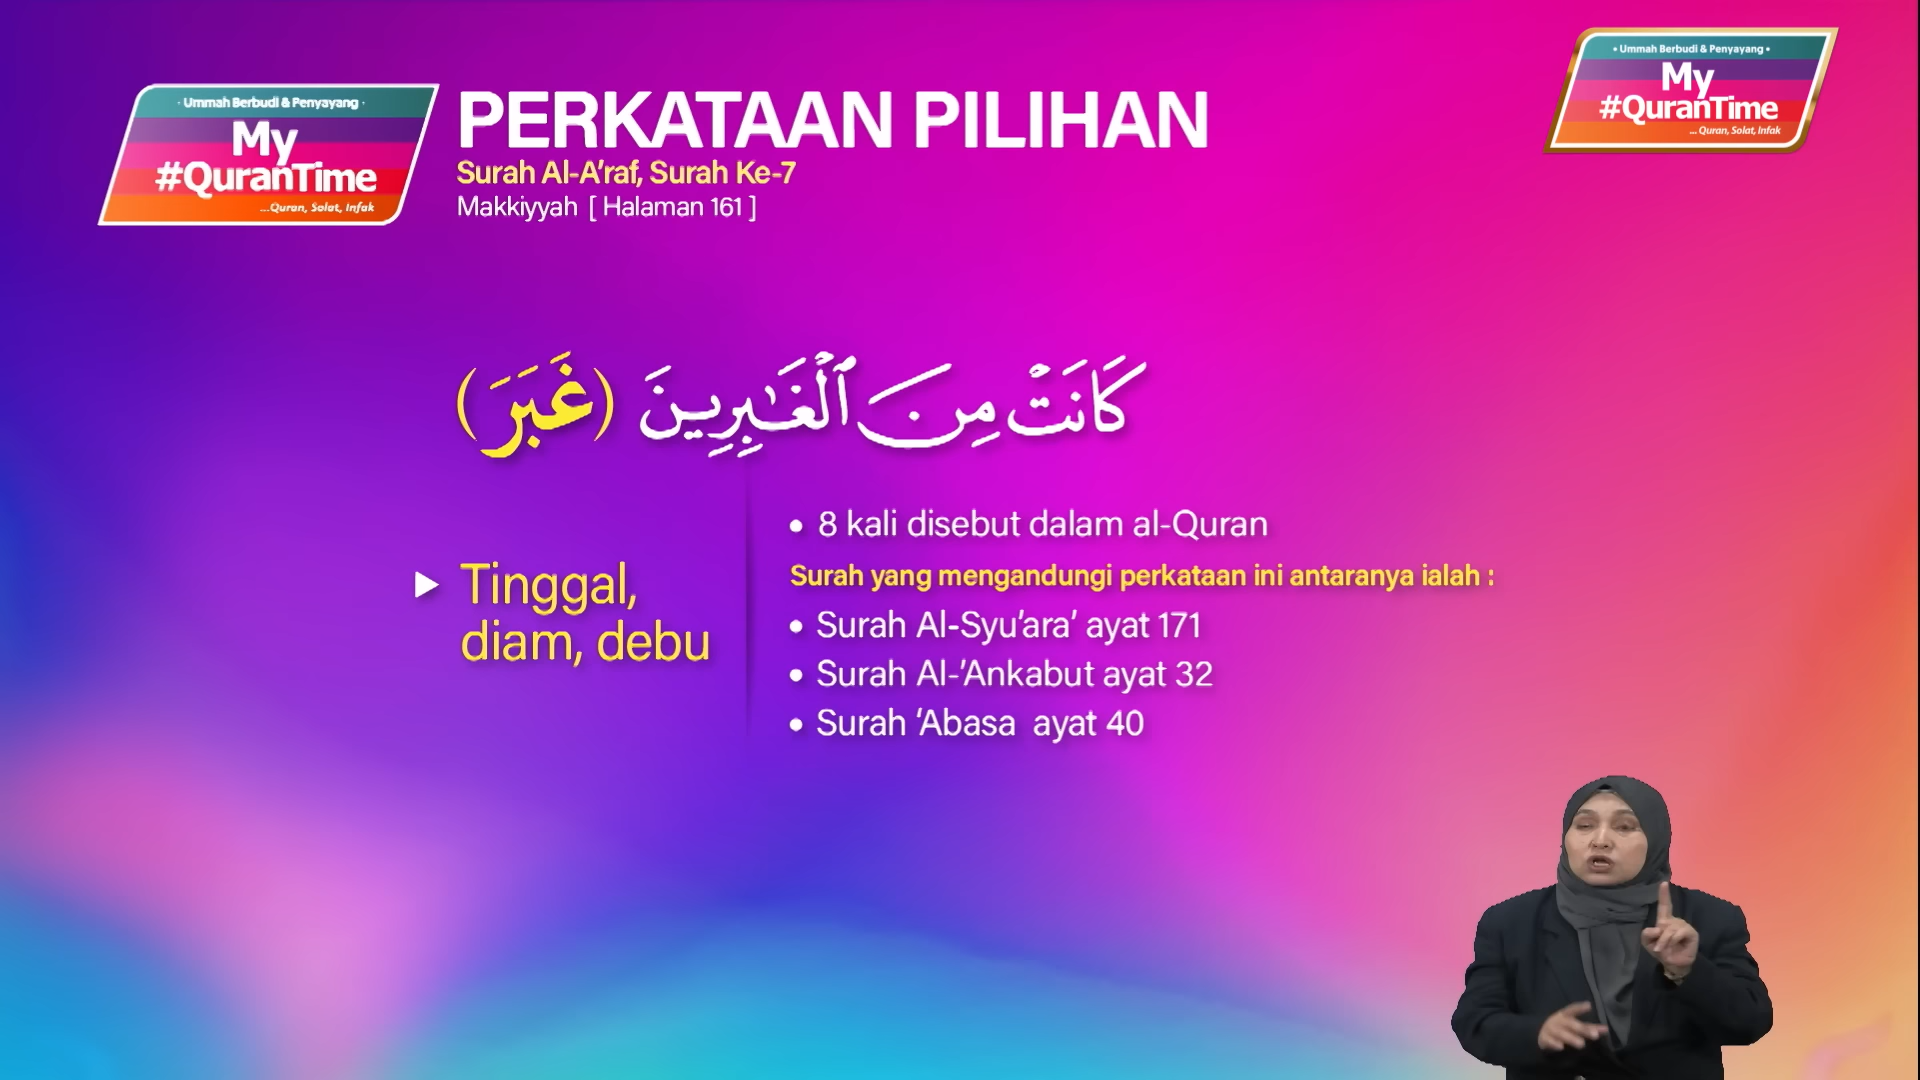 · Ummah Berbudi & Penyayang ·
My
#QuranTime
...Quran, Solat, Infak
PERKATAAN PILIHAN
Surah Al-A’raf, Surah Ke-7
Makkiyyah [ Halaman 161 ]
• Ummah Berbudi & Penyayang •
My
#QuranTime
... Quran, Solat, Infak
كَانَتْ مِنَ ٱلْغَـٰبِرِينَ (غَبَرَ)
Tinggal,
diam, debu
• 8 kali disebut dalam al-Quran
Surah yang mengandungi perkataan ini antaranya ialah :
• Surah Al-Syu’ara’ ayat 171
• Surah Al-’Ankabut ayat 32
• Surah ‘Abasa ayat 40